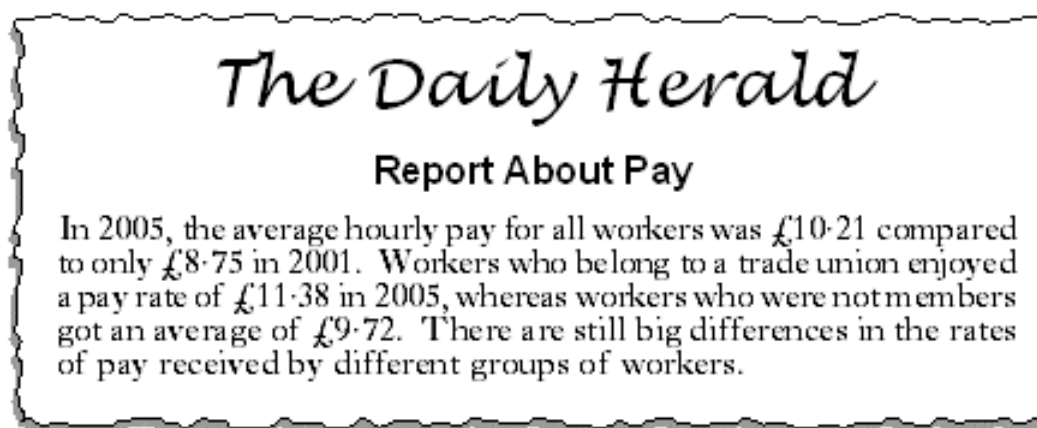 The Daily Herald
Report About Pay
In 2005, the average hourly pay for all workers was £10·21 compared
to only £8·75 in 2001. Workers who belong to a trade union enjoyed
a pay rate of £11·38 in 2005, whereas workers who were not members
got an average of £9·72. There are still big differences in the rates
of pay received by different groups of workers.